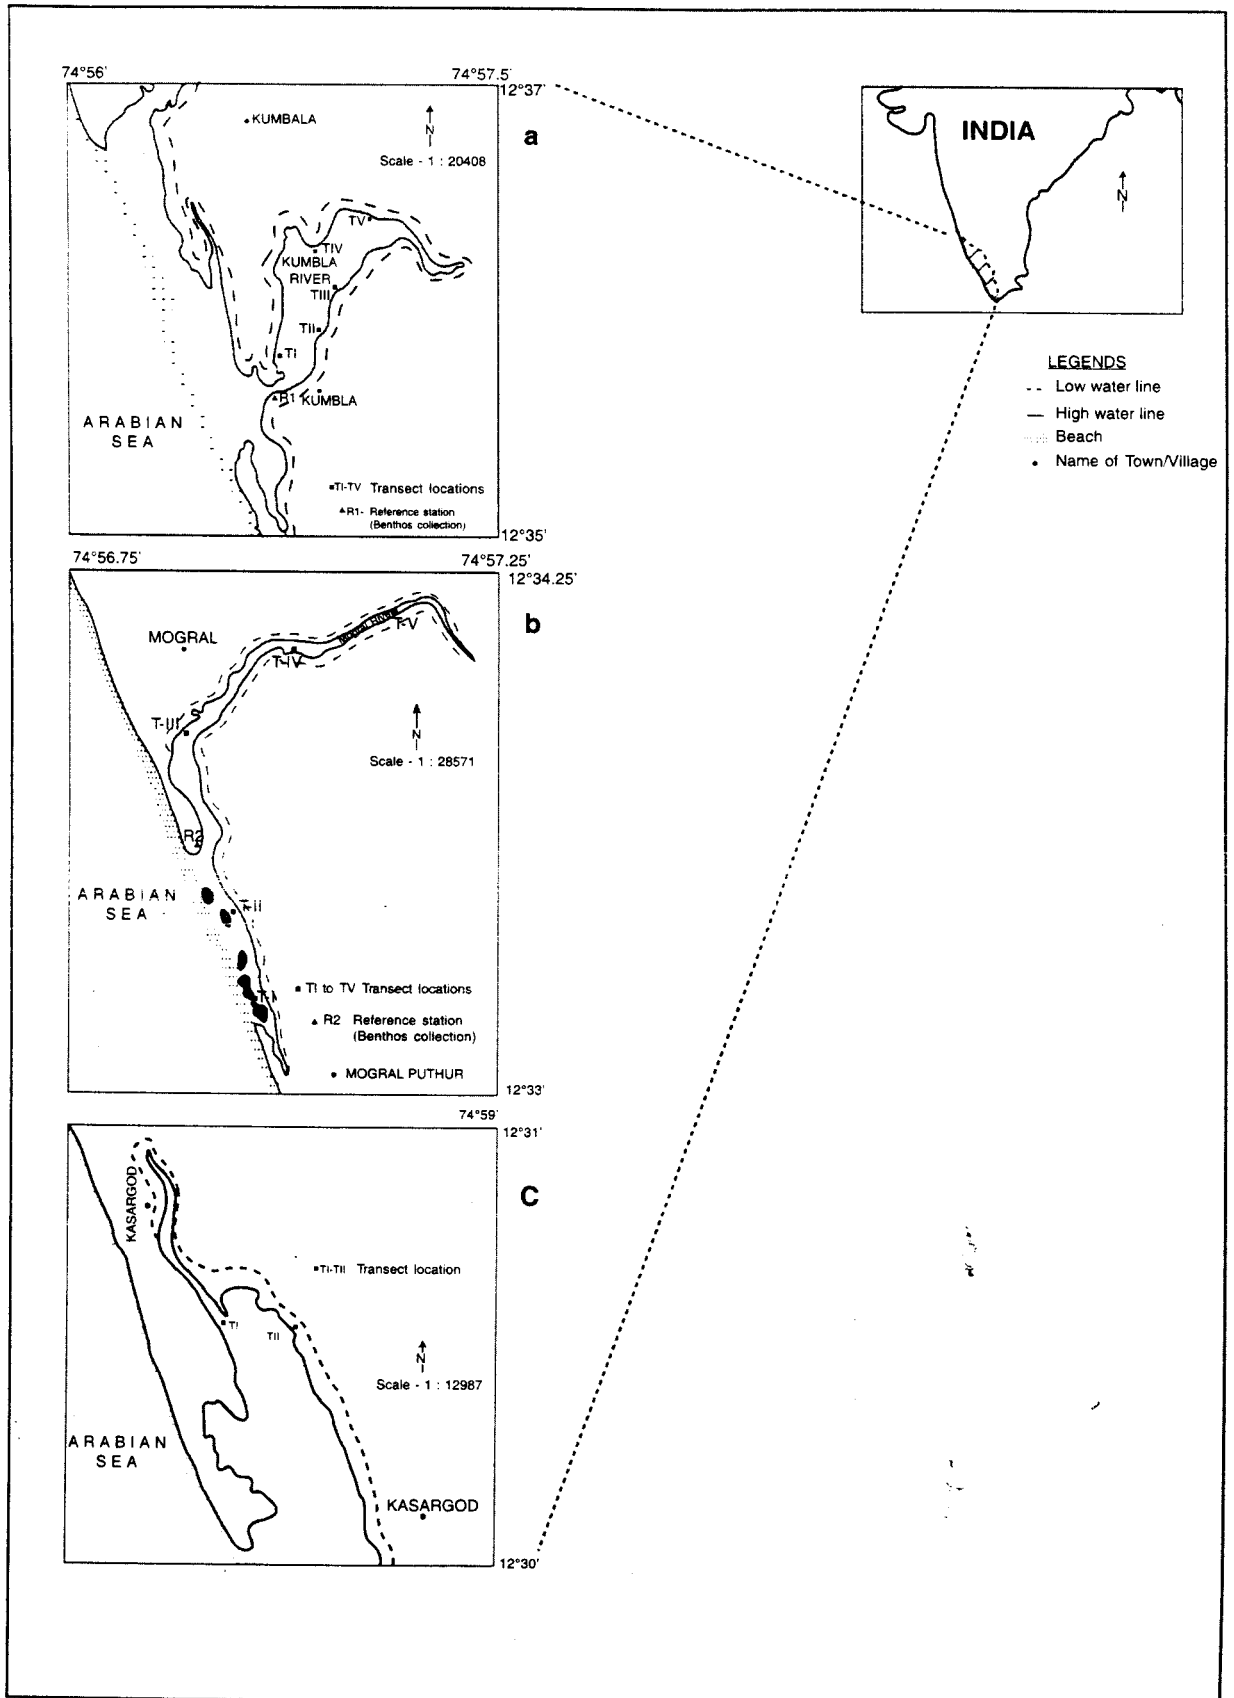 74°56'
74°57.5'
12°37'
KUMBALA
N
Scale - 1 : 20408
a
TV
TIV
KUMBLA
RIVER
TIII
TII
TI
R1
KUMBLA
ARABIAN
SEA
TI-TV Transect locations
R1- Reference station
(Benthos collection)
12°35'
INDIA
N
LEGENDS
Low water line
High water line
Beach
Name of Town/Village
74°56.75'
74°57.25'
12°34.25'
b
MOGRAL
MOGRAL RIVER
T-V
T-IV
T-III
N
Scale - 1 : 28571
R2
ARABIAN
SEA
T-II
T-I
TI to TV Transect locations
R2 Reference station
(Benthos collection)
MOGRAL PUTHUR
12°33'
74°59'
12°31'
C
KASARGOD
TI-TII Transect location
TI
TII
N
Scale - 1 : 12987
ARABIAN
SEA
KASARGOD
12°30'